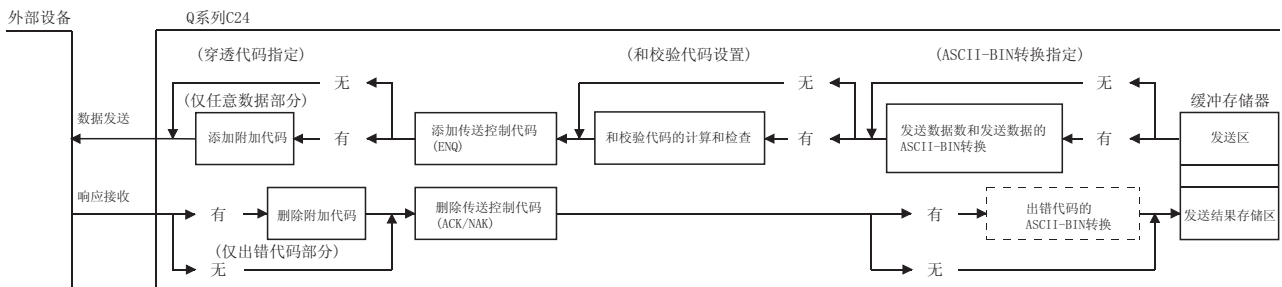 外部设备
Q系列C24
(穿透代码指定)
(和校验代码设置)
(ASCII-BIN转换指定)
无
无
无
(仅任意数据部分)
缓冲存储器
数据发送
添加附加代码
有
添加传送控制代码
(ENQ)
有
和校验代码的计算和检查
有
发送数据数和发送数据的
ASCII-BIN转换
有
发送区
响应接收
有
删除附加代码
删除传送控制代码
(ACK/NAK)
有
出错代码的
ASCII-BIN转换
发送结果存储区
(仅出错代码部分)
无
无